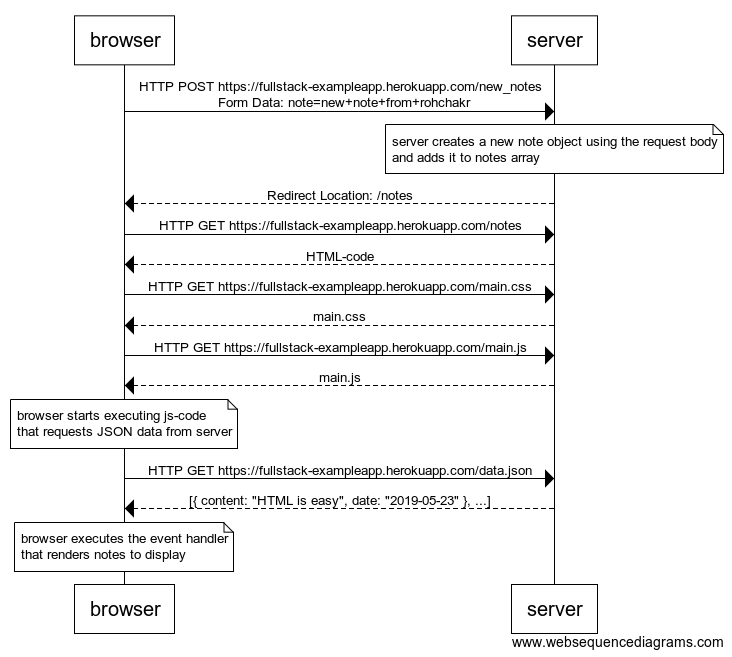 browser
server
HTTP POST https://fullstack-exampleapp.herokuapp.com/new_notes
Form Data: note=new+note+from+rohchakr
server creates a new note object using the request body
and adds it to notes array
Redirect Location: /notes
HTTP GET https://fullstack-exampleapp.herokuapp.com/notes
HTML-code
HTTP GET https://fullstack-exampleapp.herokuapp.com/main.css
main.css
HTTP GET https://fullstack-exampleapp.herokuapp.com/main.js
main.js
browser starts executing js-code
that requests JSON data from server
HTTP GET https://fullstack-exampleapp.herokuapp.com/data.json
[{ content: "HTML is easy", date: "2019-05-23" }, ...]
browser executes the event handler
that renders notes to display
browser
server
www.websequencediagrams.com